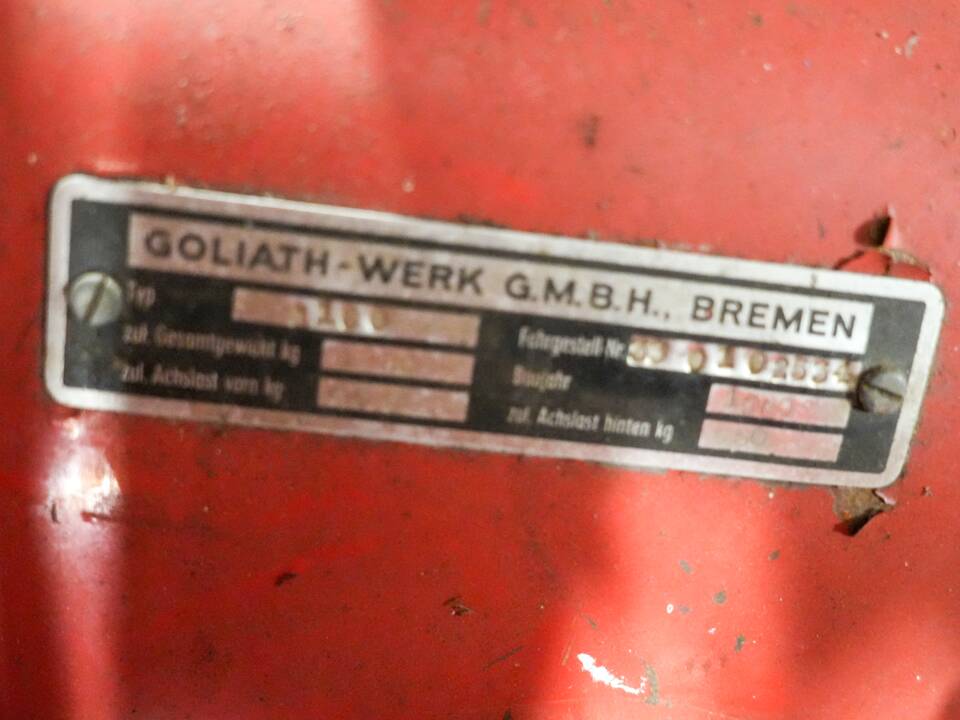 GOLIATH-WERK G.M.B.H., BREMEN
Typ
Fahrgestell-Nr.
zul. Gesamtgewicht kg
Baujahr
zul. Achslast vorn kg
zul. Achslast hinten kg